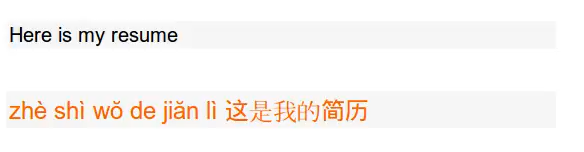 Here is my resume
zhè shì wǒ de jiǎn lì 这是我的简历